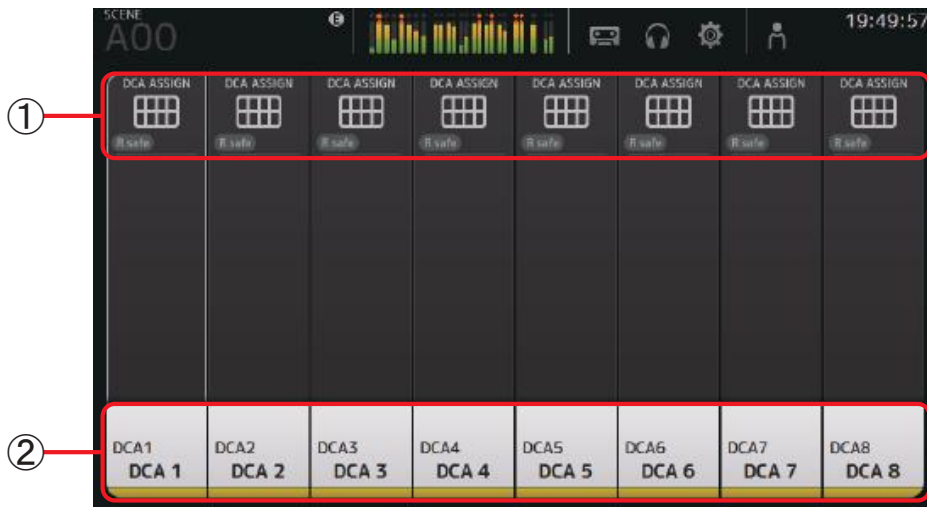 SCENE
A00
E
19:49:57
①
DCA ASSIGN DCA ASSIGN DCA ASSIGN DCA ASSIGN DCA ASSIGN DCA ASSIGN DCA ASSIGN DCA ASSIGN
R safe R safe R safe R safe R safe R safe R safe R safe
②
DCA1 DCA2 DCA3 DCA4 DCA5 DCA6 DCA7 DCA8
DCA 1 DCA 2 DCA 3 DCA 4 DCA 5 DCA 6 DCA 7 DCA 8